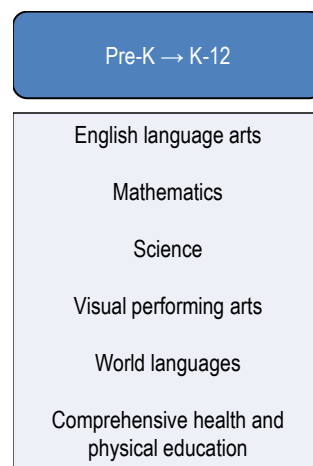 Pre-K → K-12
English language arts
Mathematics
Science
Visual performing arts
World languages
Comprehensive health and
physical education